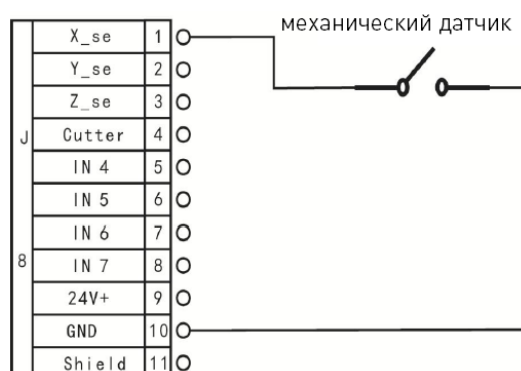 механический датчик
X_se 1
Y_se 2
Z_se 3
J Cutter 4
IN 4 5
IN 5 6
IN 6 7
IN 7 8
8
24V+ 9
GND 10
Shield 11